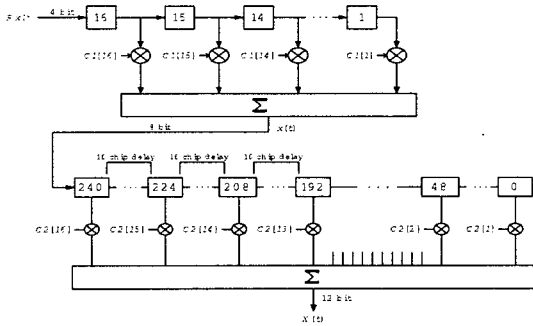 Rx(t) 4 bit 16 15 14 ... 1
C1[16] C1[15] C1[14] C1[1]
Σ
8 bit X(t)
16 chip delay 16 chip delay 16 chip delay
240 ... 224 ... 208 ... 192 ... 48 ... 0
C2[16] C2[15] C2[14] C2[13] C2[2] C2[1]
Σ
12 bit
X(t)